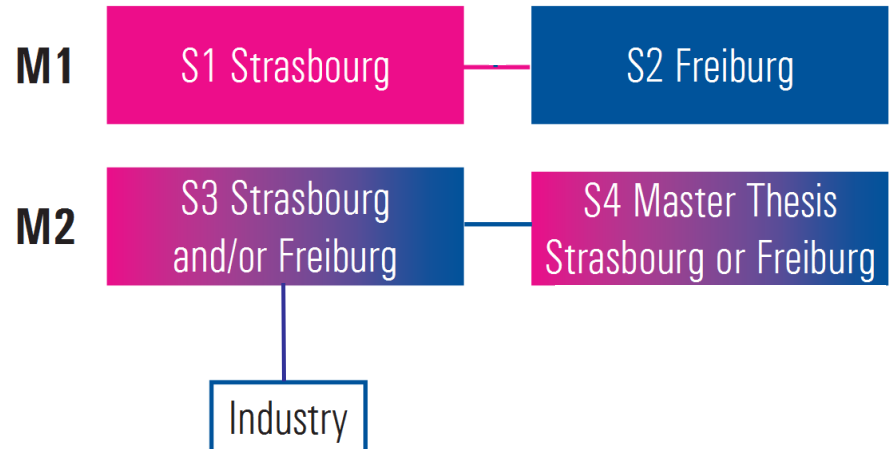 M1
S1 Strasbourg
S2 Freiburg
M2
S3 Strasbourg
and/or Freiburg
S4 Master Thesis
Strasbourg or Freiburg
Industry